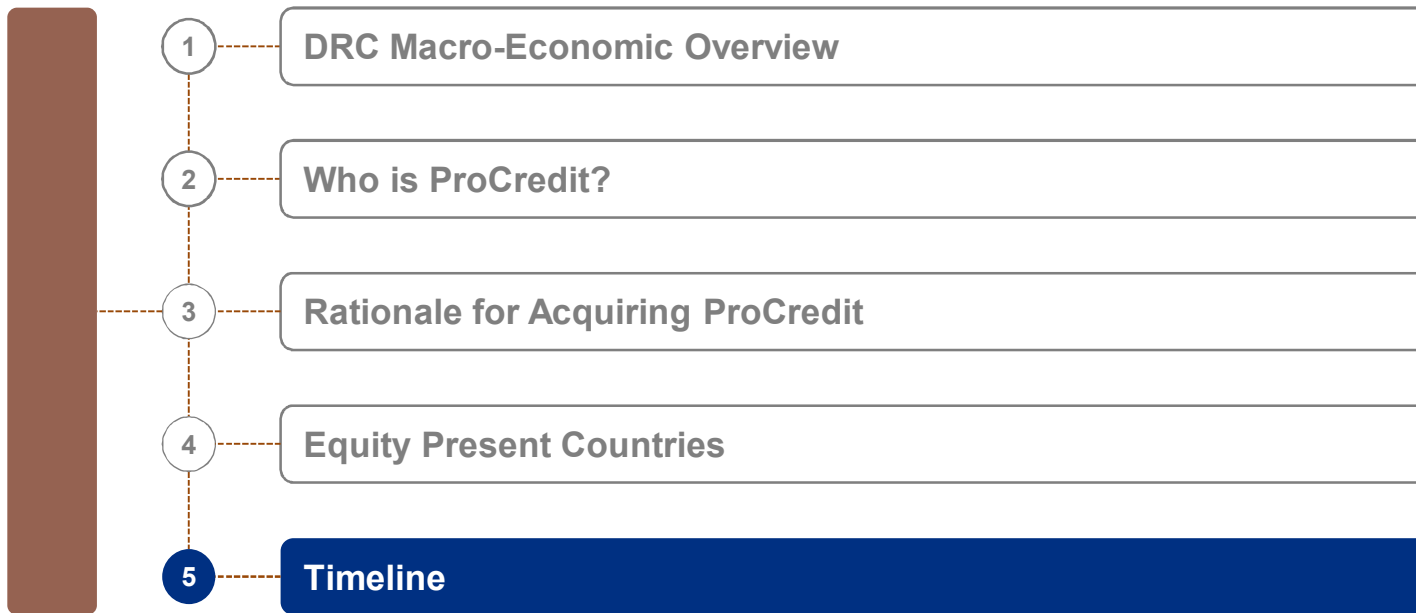 1 DRC Macro-Economic Overview
2 Who is ProCredit?
3 Rationale for Acquiring ProCredit
4 Equity Present Countries
5 Timeline